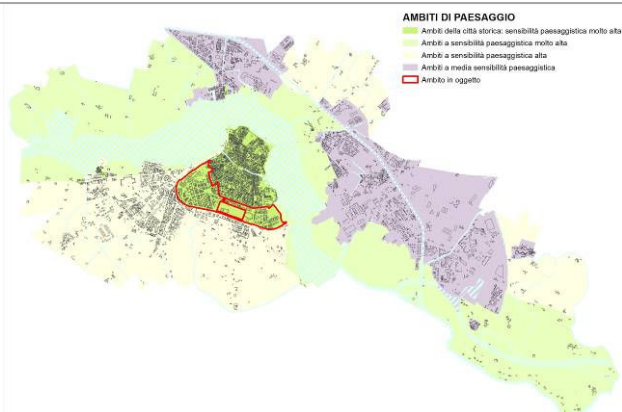 AMBITI DI PAESAGGIO
Ambiti della città storica: sensibilità paesaggistica molto alta
Ambiti a sensibilità paesaggistica molto alta
Ambiti a sensibilità paesaggistica alta
Ambiti a media sensibilità paesaggistica
Ambito in oggetto